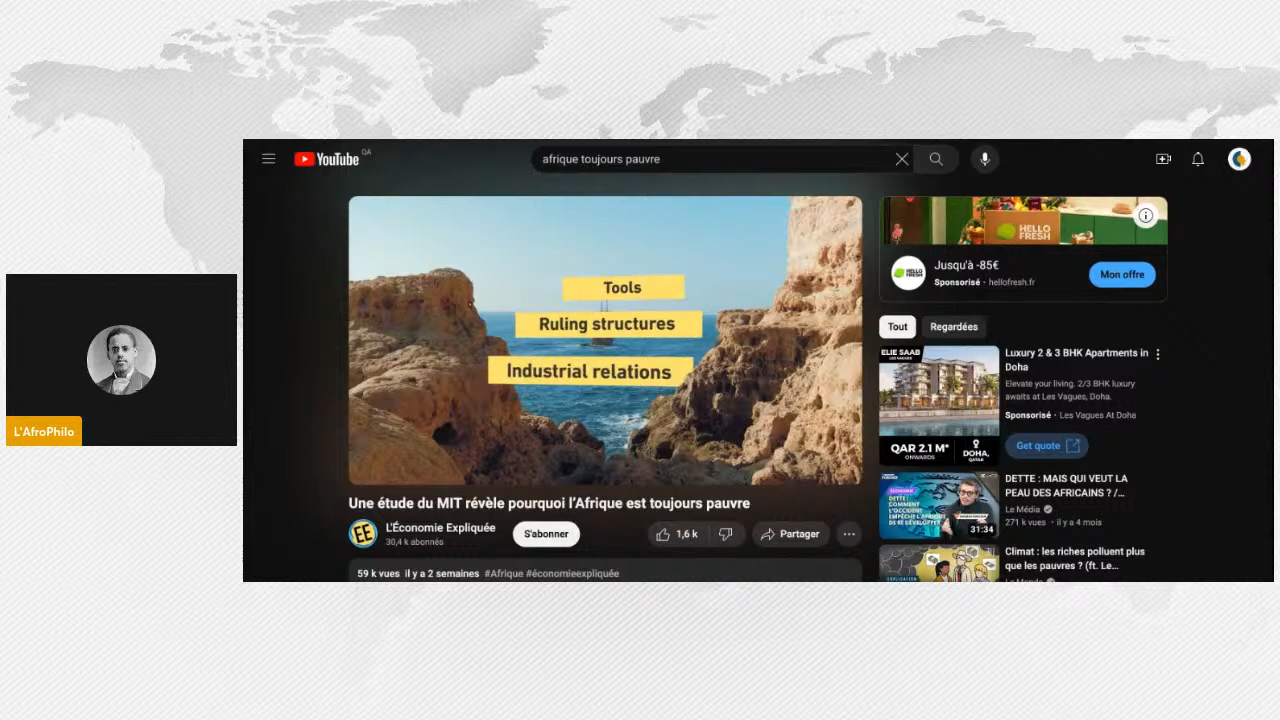 L'AfroPhilo
YouTube
QA
afrique toujours pauvre
Tools
Ruling structures
Industrial relations
Une étude du MIT révèle pourquoi l'Afrique est toujours pauvre
EE
L'Économie Expliquée
30,4 k abonnés
S'abonner
1,6 k
Partager
59 k vues il y a 2 semaines #Afrique #économieexpliquée
HELLO
FRESH
Jusqu'à -85€
Sponsorisé · hellofresh.fr
Mon offre
Tout
Regardées
ELIE SAAB
QAR 2.1 M*
ONWARDS
DOHA,
QATAR
Luxury 2 & 3 BHK Apartments in
Doha
Elevate your living. 2/3 BHK luxury
awaits at Les Vagues, Doha.
Sponsorisé · Les Vagues At Doha
Get quote
DETTE :
COMMENT
L'OCCIDENT
EMPÊCHE L'AFRIQUE
DE SE DÉVELOPPER
31:34
DETTE : MAIS QUI VEUT LA
PEAU DES AFRICAINS ? /...
Le Média
271 k vues · il y a 4 mois
Climat : les riches polluent plus
que les pauvres ? (ft. Le...